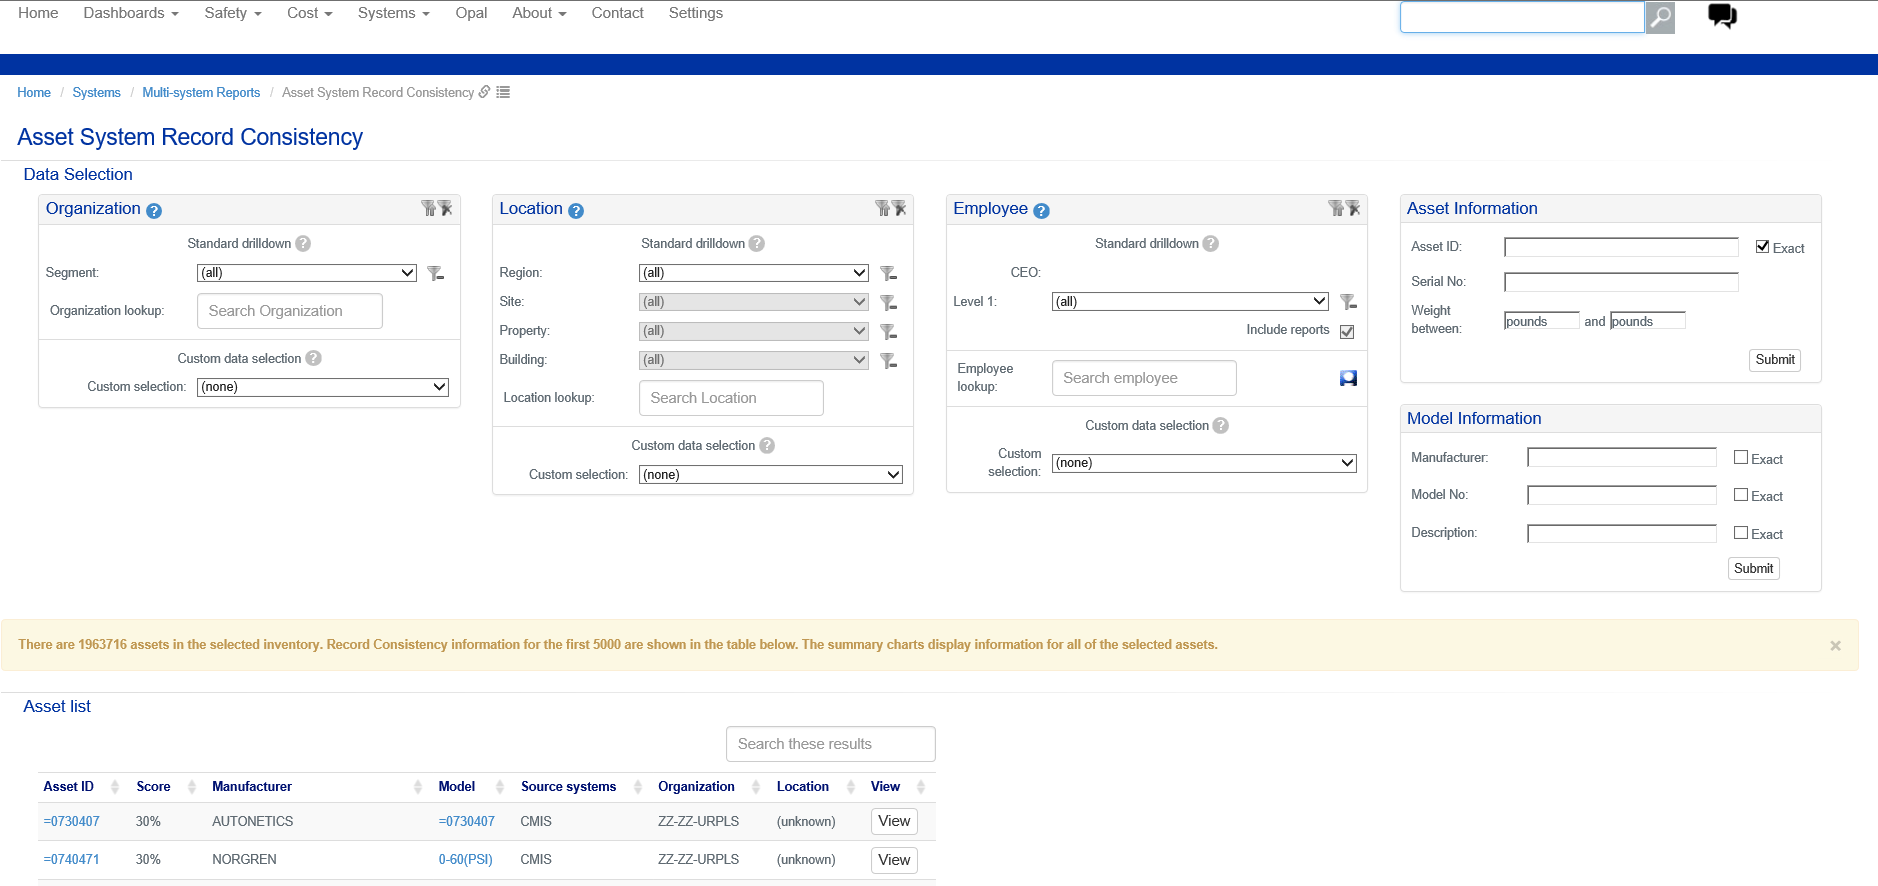 Home Dashboards Safety Cost Systems Opal About Contact Settings
Home / Systems / Multi-system Reports / Asset System Record Consistency
Asset System Record Consistency
Data Selection
Organization ?
Standard drilldown ?
Segment: (all)
Organization lookup: Search Organization
Custom data selection ?
Custom selection: (none)
Location ?
Standard drilldown ?
Region: (all)
Site: (all)
Property: (all)
Building: (all)
Location lookup: Search Location
Custom data selection ?
Custom selection: (none)
Employee ?
Standard drilldown ?
CEO:
Level 1: (all)
Include reports
Employee
lookup: Search employee
Custom data selection ?
Custom
selection: (none)
Asset Information
Asset ID: Exact
Serial No:
Weight
between: pounds and pounds
Submit
Model Information
Manufacturer: Exact
Model No: Exact
Description: Exact
Submit
There are 1963716 assets in the selected inventory. Record Consistency information for the first 5000 are shown in the table below. The summary charts display information for all of the selected assets. ×
Asset list
Search these results
Asset ID Score Manufacturer Model Source systems Organization Location View
=0730407 30% AUTONETICS =0730407 CMIS ZZ-ZZ-URPLS (unknown) View
=0740471 30% NORGREN 0-60(PSI) CMIS ZZ-ZZ-URPLS (unknown) View